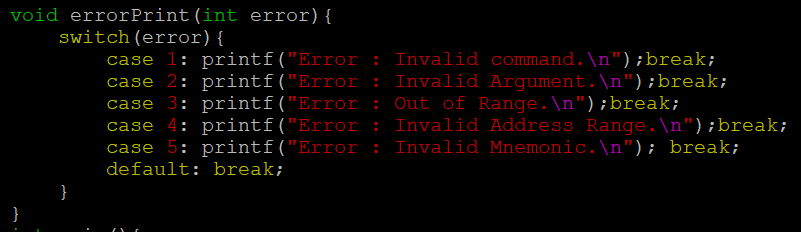 void errorPrint(int error){
    switch(error){
        case 1: printf("Error : Invalid command.\n");break;
        case 2: printf("Error : Invalid Argument.\n");break;
        case 3: printf("Error : Out of Range.\n");break;
        case 4: printf("Error : Invalid Address Range.\n");break;
        case 5: printf("Error : Invalid Mnemonic.\n"); break;
        default: break;
    }
}